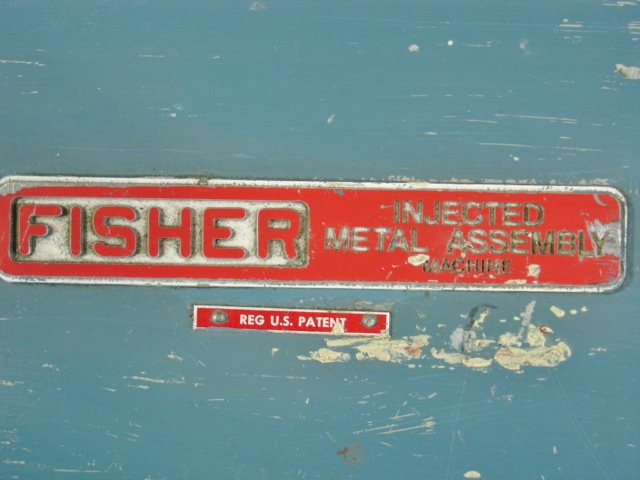 FISHER
INJECTED
METAL ASSEMBLY
MACHINE
REG U.S. PATENT